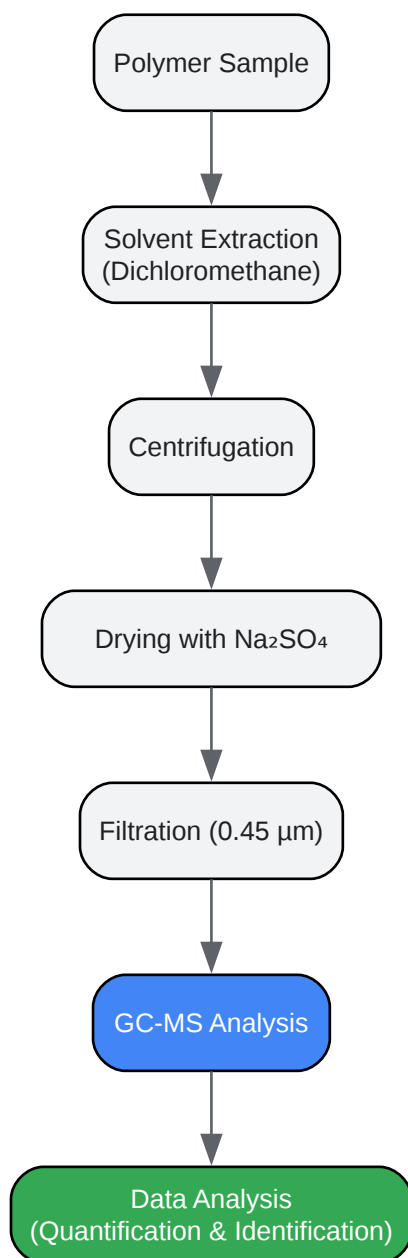 Polymer Sample
Solvent Extraction
(Dichloromethane)
Centrifugation
Drying with Na₂SO₄
Filtration (0.45 µm)
GC-MS Analysis
Data Analysis
(Quantification & Identification)